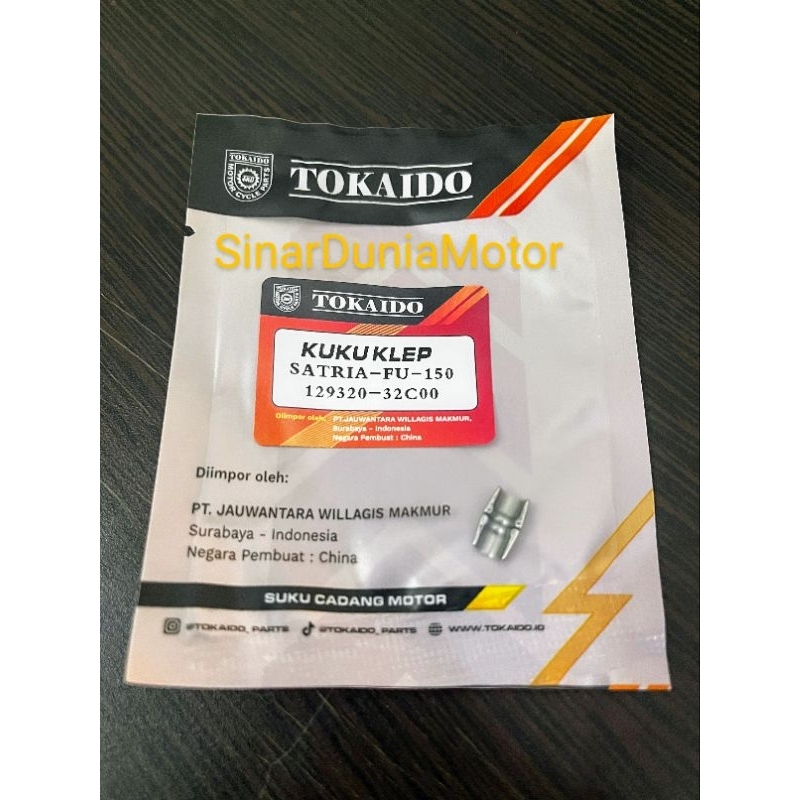 TOKAIDO
MOTOR CYCLE PARTS
TOKAIDO
SinarDuniaMotor
TOKAIDO
KUKU KLEP
SATRIA-FU-150
129320-32C00
Diimpor oleh: PT.JAUWANTARA WILLAGIS MAKMUR,
Surabaya - Indonesia
Negara Pembuat : China
Diimpor oleh:
PT. JAUWANTARA WILLAGIS MAKMUR
Surabaya - Indonesia
Negara Pembuat : China
SUKU CADANG MOTOR
@TOKAIDO_PARTS @TOKAIDO_PARTS WWW.TOKAIDO.ID